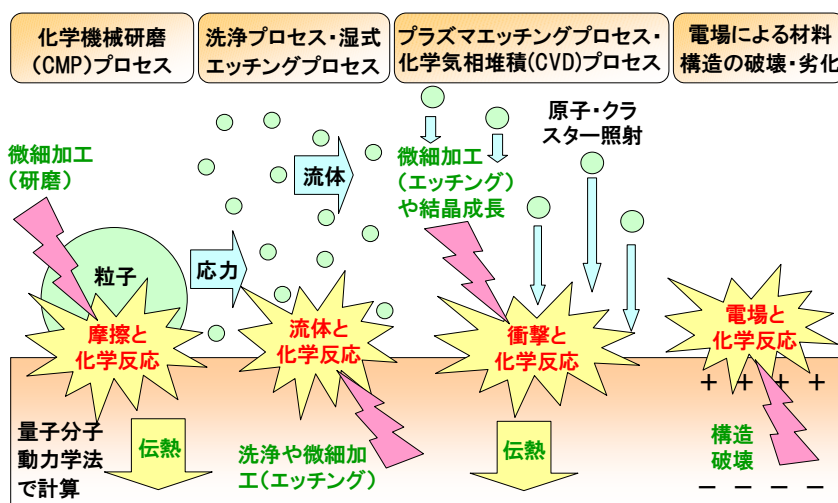 化学機械研磨
(CMP)プロセス
洗浄プロセス・湿式
エッチングプロセス
プラズマエッチングプロセス・
化学気相堆積(CVD)プロセス
電場による材料
構造の破壊・劣化
微細加工
(研磨)
粒子
応力
流体
微細加工
(エッチング)
や結晶成長
原子・クラ
スター照射
摩擦と
化学反応
流体と
化学反応
衝撃と
化学反応
電場と
化学反応
+ + + +
量子分子
動力学法
で計算
伝熱
洗浄や微細加
工(エッチング)
伝熱
構造
破壊
− − − −